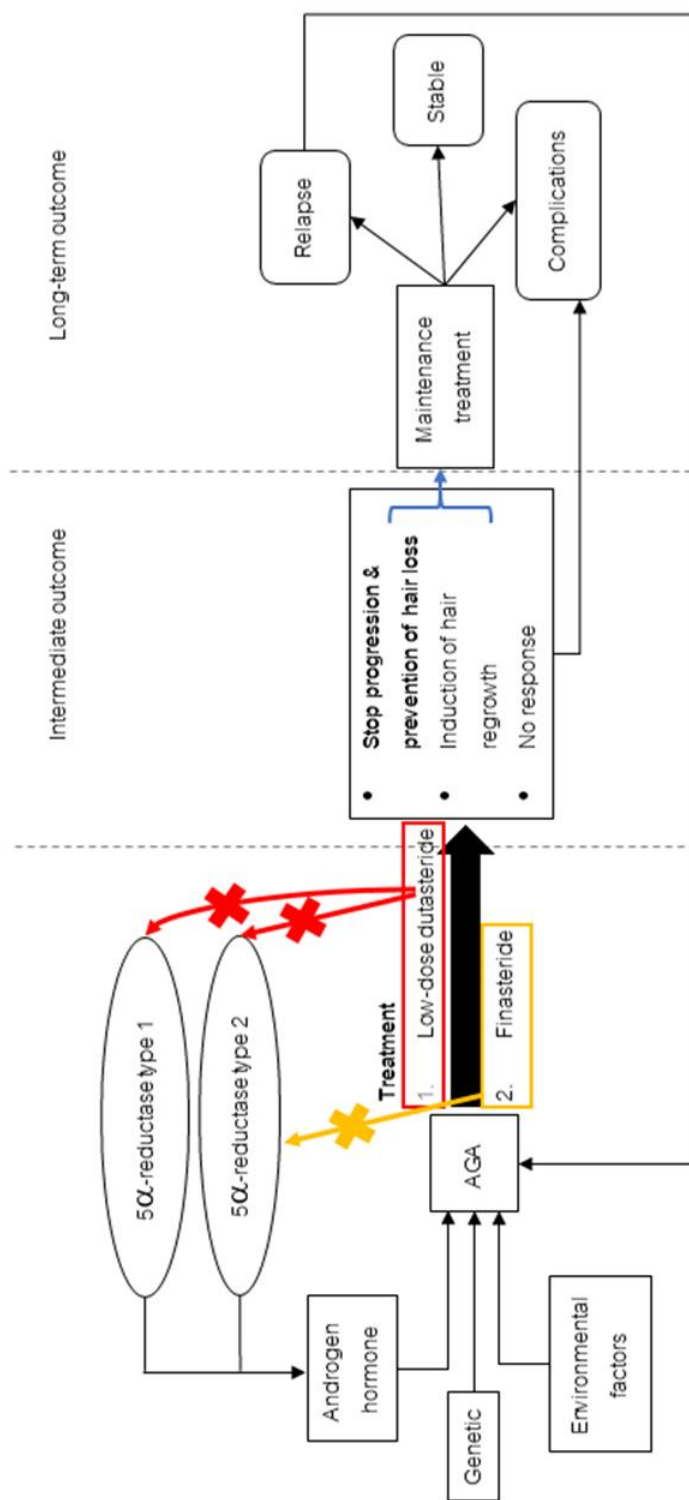 Intermediate outcome
Long-term outcome
5α-reductase type 1
5α-reductase type 2
Androgen
hormone
Genetic
Environmental
factors
AGA
Treatment
1. Low-dose dutasteride
2. Finasteride
• Stop progression &
prevention of hair loss
• Induction of hair
regrowth
• No response
Maintenance
treatment
Relapse
Stable
Complications